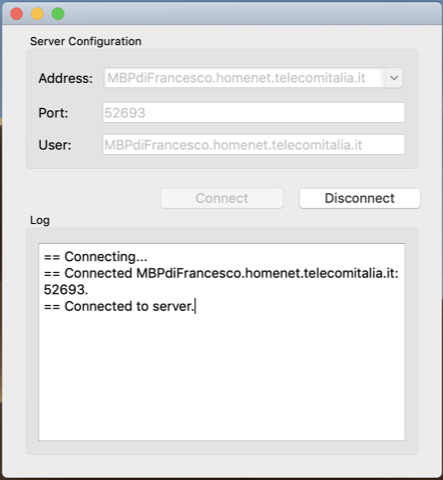 Server Configuration
Address: MBPdiFrancesco.homenet.telecomitalia.it
Port: 52693
User: MBPdiFrancesco.homenet.telecomitalia.it
Connect Disconnect
Log
== Connecting...
== Connected MBPdiFrancesco.homenet.telecomitalia.it:
52693.
== Connected to server.